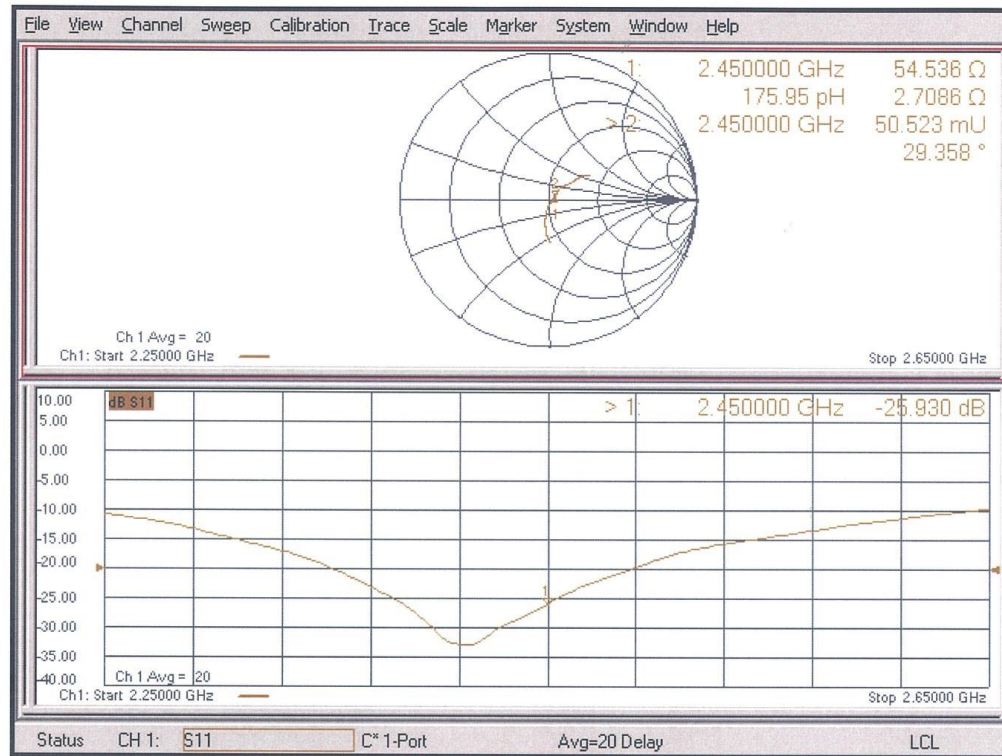 File View Channel Sweep Calibration Trace Scale Marker System Window Help
1: 2.450000 GHz 54.536 Ω
175.95 pH 2.7086 Ω
> 2: 2.450000 GHz 50.523 mU
29.358 °
2
1
Ch 1 Avg = 20
Ch1: Start 2.25000 GHz
Stop 2.65000 GHz
dB S11
> 1: 2.450000 GHz -25.930 dB
10.00
5.00
0.00
-5.00
-10.00
-15.00
-20.00
-25.00
-30.00
-35.00
-40.00
1
Ch 1 Avg = 20
Ch1: Start 2.25000 GHz
Stop 2.65000 GHz
Status CH 1: S11 C* 1-Port Avg=20 Delay LCL